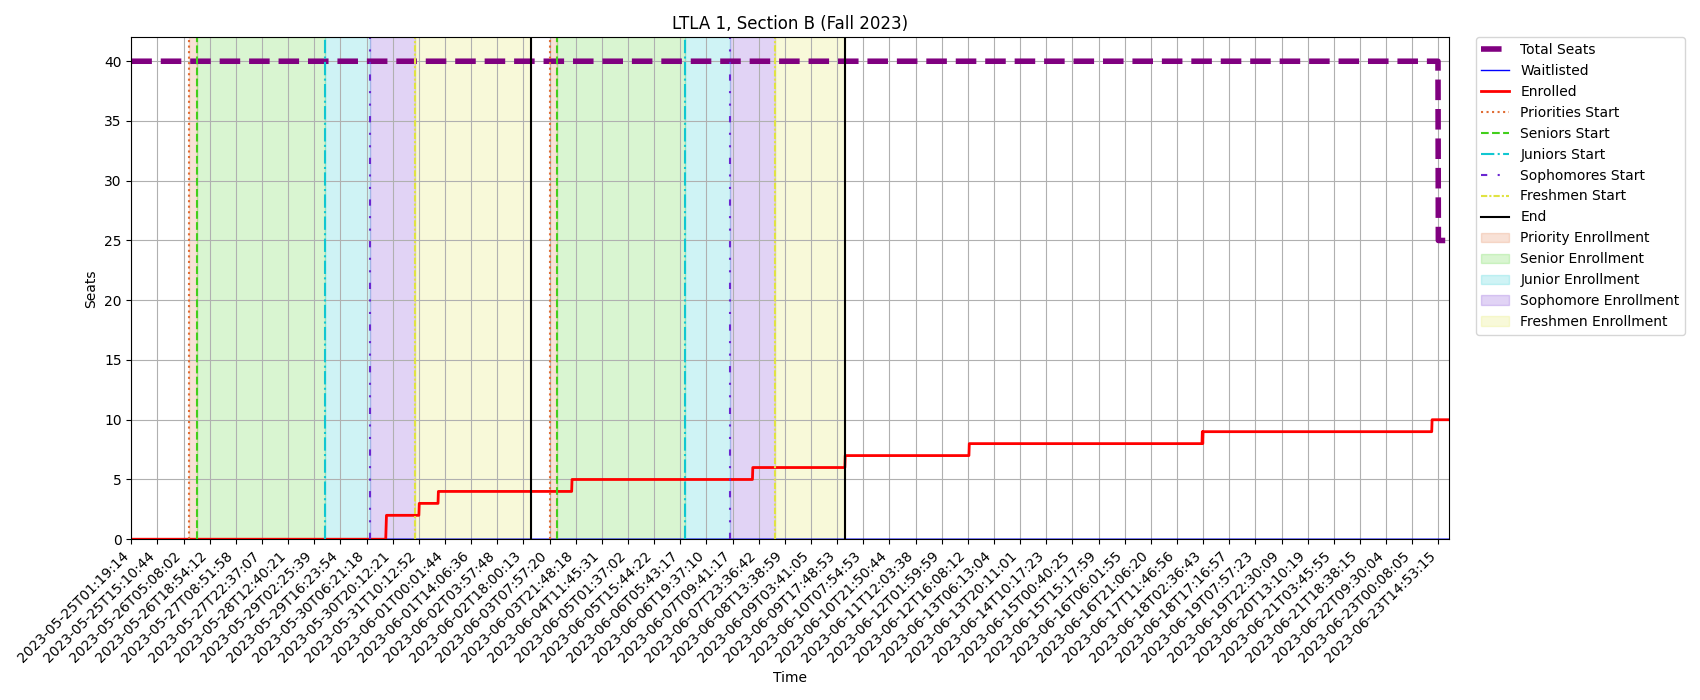 LTLA 1, Section B (Fall 2023)
Seats
40
35
30
25
20
15
10
5
0
2023-05-25T01:19:14
2023-05-25T15:10:44
2023-05-26T05:08:02
2023-05-26T18:54:12
2023-05-27T08:51:58
2023-05-27T22:37:07
2023-05-28T12:40:21
2023-05-29T02:25:39
2023-05-29T16:23:54
2023-05-30T06:21:18
2023-05-30T20:12:21
2023-05-31T10:12:52
2023-06-01T00:01:44
2023-06-01T14:06:36
2023-06-02T03:57:48
2023-06-02T18:00:13
2023-06-03T07:57:20
2023-06-03T21:48:18
2023-06-04T11:45:31
2023-06-05T01:37:02
2023-06-05T15:44:22
2023-06-06T05:43:17
2023-06-06T19:37:10
2023-06-07T09:41:17
2023-06-07T23:36:42
2023-06-08T13:38:59
2023-06-09T03:41:05
2023-06-09T17:48:53
2023-06-10T07:54:53
2023-06-10T21:50:44
2023-06-11T12:03:38
2023-06-12T01:59:59
2023-06-12T16:08:12
2023-06-13T06:13:04
2023-06-13T20:11:01
2023-06-14T10:17:23
2023-06-15T00:40:25
2023-06-15T15:17:59
2023-06-16T06:01:55
2023-06-16T21:06:20
2023-06-17T11:46:56
2023-06-18T02:36:43
2023-06-18T17:16:57
2023-06-19T07:57:23
2023-06-19T22:30:09
2023-06-20T13:10:19
2023-06-21T03:45:55
2023-06-21T18:38:15
2023-06-22T09:30:04
2023-06-23T00:08:05
2023-06-23T14:53:15
Time
Total Seats
Waitlisted
Enrolled
Priorities Start
Seniors Start
Juniors Start
Sophomores Start
Freshmen Start
End
Priority Enrollment
Senior Enrollment
Junior Enrollment
Sophomore Enrollment
Freshmen Enrollment